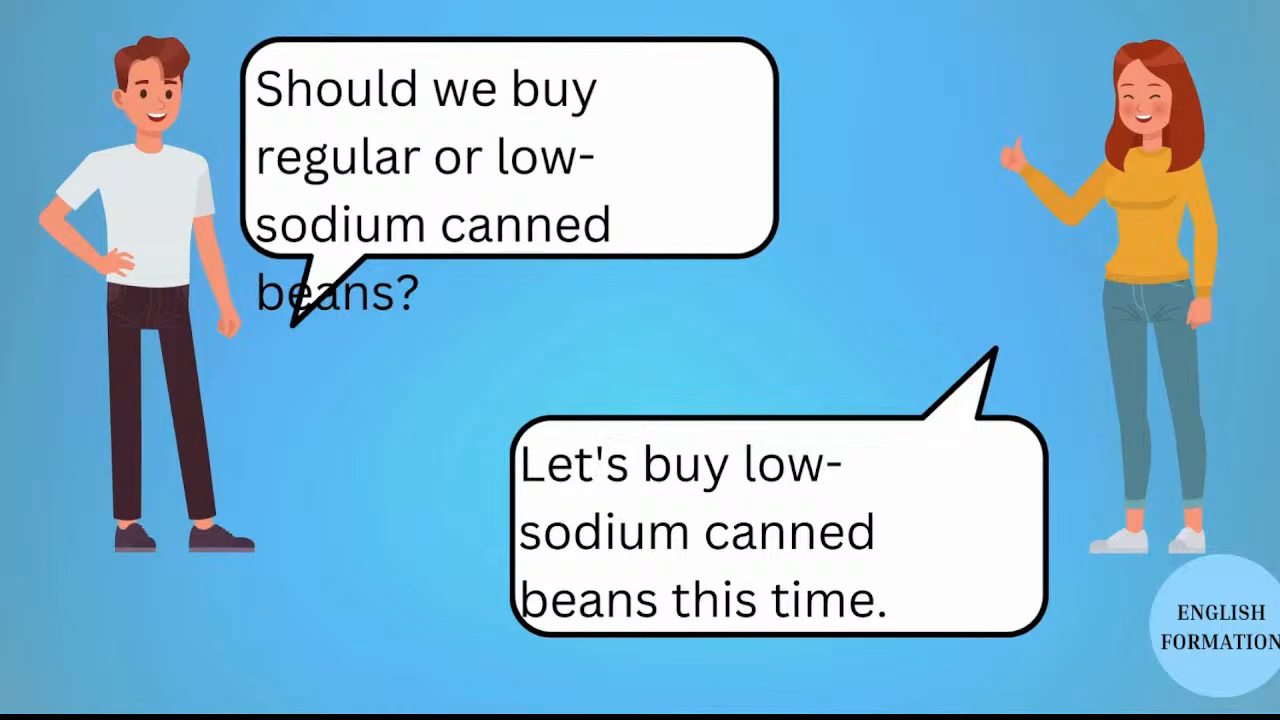 Should we buy
regular or low-
sodium canned
beans?
Let's buy low-
sodium canned
beans this time.
ENGLISH
FORMATION